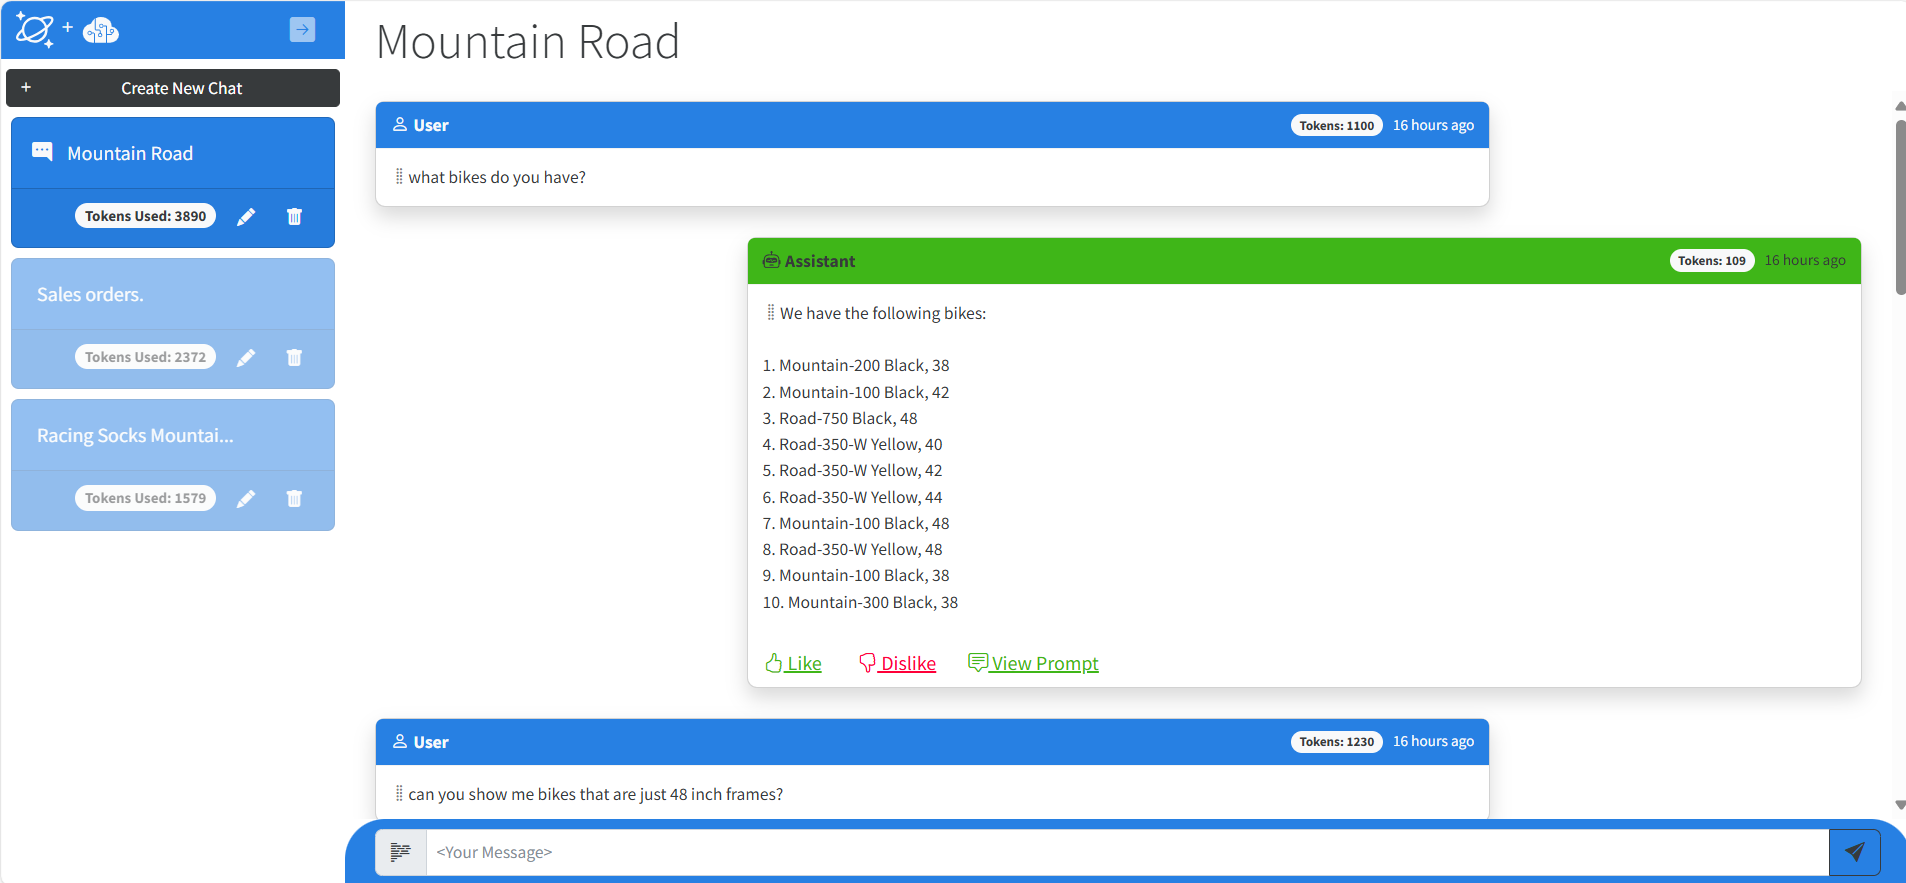 +
+ Create New Chat
Mountain Road
Tokens Used: 3890
Sales orders.
Tokens Used: 2372
Racing Socks Mountai...
Tokens Used: 1579
Mountain Road
User Tokens: 1100 16 hours ago
what bikes do you have?
Assistant Tokens: 109 16 hours ago
We have the following bikes:
1. Mountain-200 Black, 38
2. Mountain-100 Black, 42
3. Road-750 Black, 48
4. Road-350-W Yellow, 40
5. Road-350-W Yellow, 42
6. Road-350-W Yellow, 44
7. Mountain-100 Black, 48
8. Road-350-W Yellow, 48
9. Mountain-100 Black, 38
10. Mountain-300 Black, 38
Like Dislike View Prompt
User Tokens: 1230 16 hours ago
can you show me bikes that are just 48 inch frames?
<Your Message>